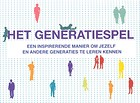 HET GENERATIESPEL
EEN INSPIRERENDE MANIER OM JEZELF
EN ANDERE GENERATIES TE LEREN KENNEN